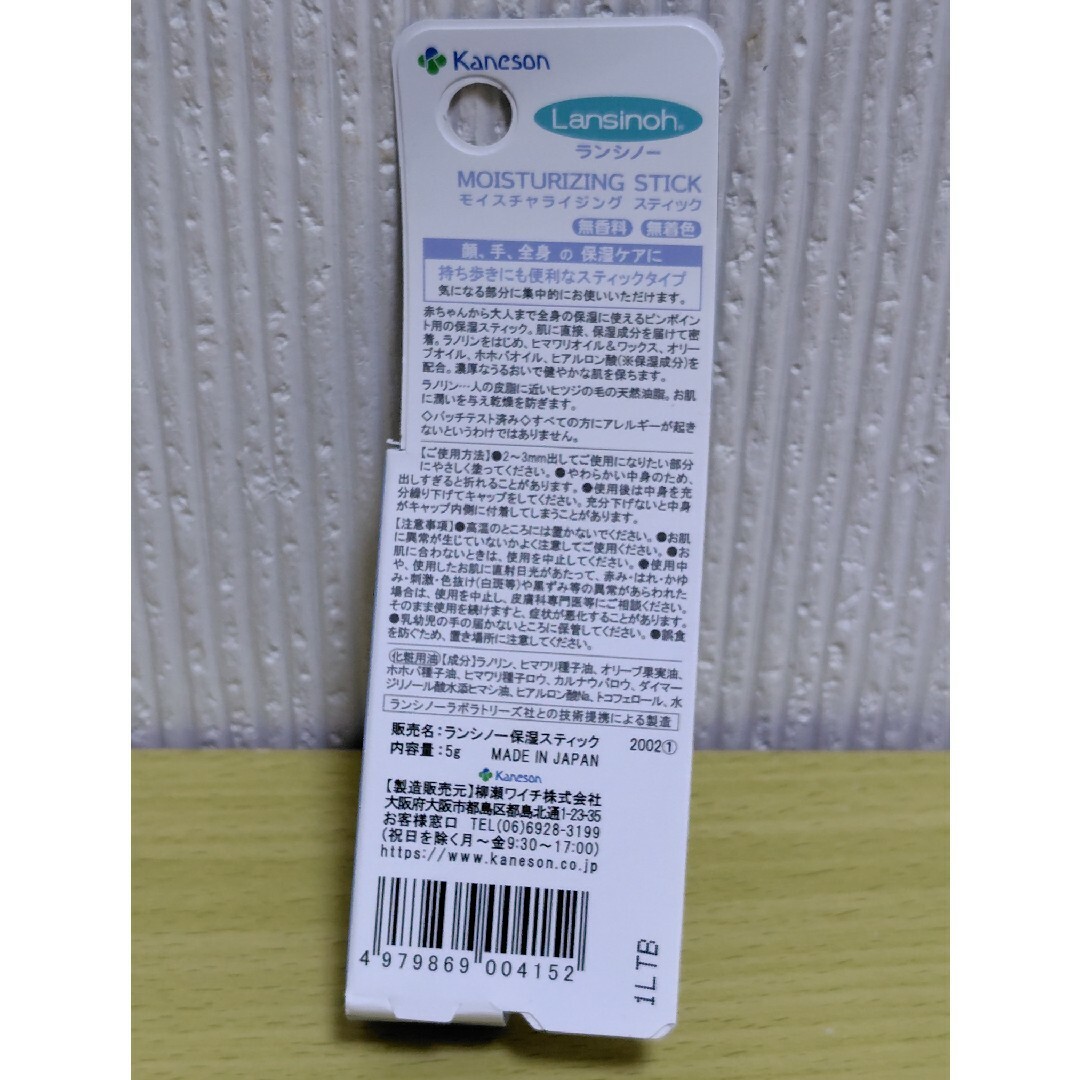 Kaneson
Lansinoh®
ランシノー
MOISTURIZING STICK
モイスチャライジング スティック
無香料 無着色
顔、手、全身 の 保湿ケアに
持ち歩きにも便利なスティックタイプ
気になる部分に集中的にお使いいただけます。
赤ちゃんから大人まで全身の保湿に使えるピンポイン
ト用の保湿スティック。肌に直接、保湿成分を届けて密
着。ラノリンをはじめ、ヒマワリオイル&ワックス、オリー
ブオイル、ホホバオイル、ヒアルロン酸(※保湿成分)を
配合。濃厚なうるおいで健やかな肌を保ちます。
ラノリン…人の皮脂に近いヒツジの毛の天然油脂。お肌
に潤いを与え乾燥を防ぎます。
◇パッチテスト済み◇すべての方にアレルギーが起き
ないというわけではありません。
【ご使用方法】●2~3mm出してご使用になりたい部分
にやさしく塗ってください。●やわらかい中身のため、
出しすぎると折れることがあります。●使用後は中身を充
分繰り下げてキャップをしてください。充分下げないと中身
がキャップ内側に付着してしまうことがあります。
【注意事項】●高温のところには置かないでください。●お肌
に異常が生じていないかよく注意してご使用ください。●お
肌に合わないときは、使用を中止してください。●使用中
や、使用したお肌に直射日光があたって、赤み・はれ・かゆ
み・刺激・色抜け(白斑等)や黒ずみ等の異常があらわれた
場合は、使用を中止し、皮膚科専門医等にご相談ください。
そのまま使用を続けますと、症状が悪化することがあります。
●乳幼児の手の届かないところに保管してください。●誤食
を防ぐため、置き場所に注意してください。
化粧用油【成分】ラノリン、ヒマワリ種子油、オリーブ果実油、
ホホバ種子油、ヒマワリ種子ロウ、カルナウバロウ、ダイマー
ジリノール酸水添ヒマシ油、ヒアルロン酸Na、トコフェロール、水
ランシノーラボラトリーズ社との技術提携による製造
販売名：ランシノー保湿スティック 2002①
内容量：5g MADE IN JAPAN
Kaneson
【製造販売元】柳瀬ワイチ株式会社
大阪府大阪市都島区都島北通1-23-35
お客様窓口 TEL(06)6928-3199
(祝日を除く月～金9:30～17:00)
https://www.kaneson.co.jp
4 979869 004152
1LTB